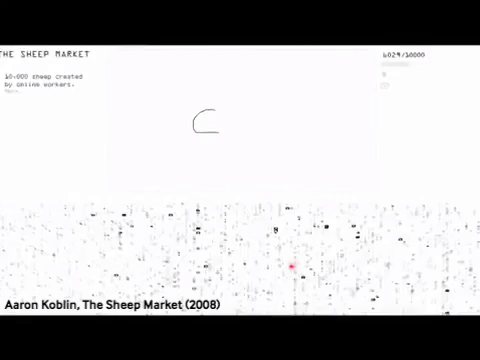 THE SHEEP MARKET
6029/10000
10,000 sheep created
by online workers.
Aaron Koblin, The Sheep Market (2008)